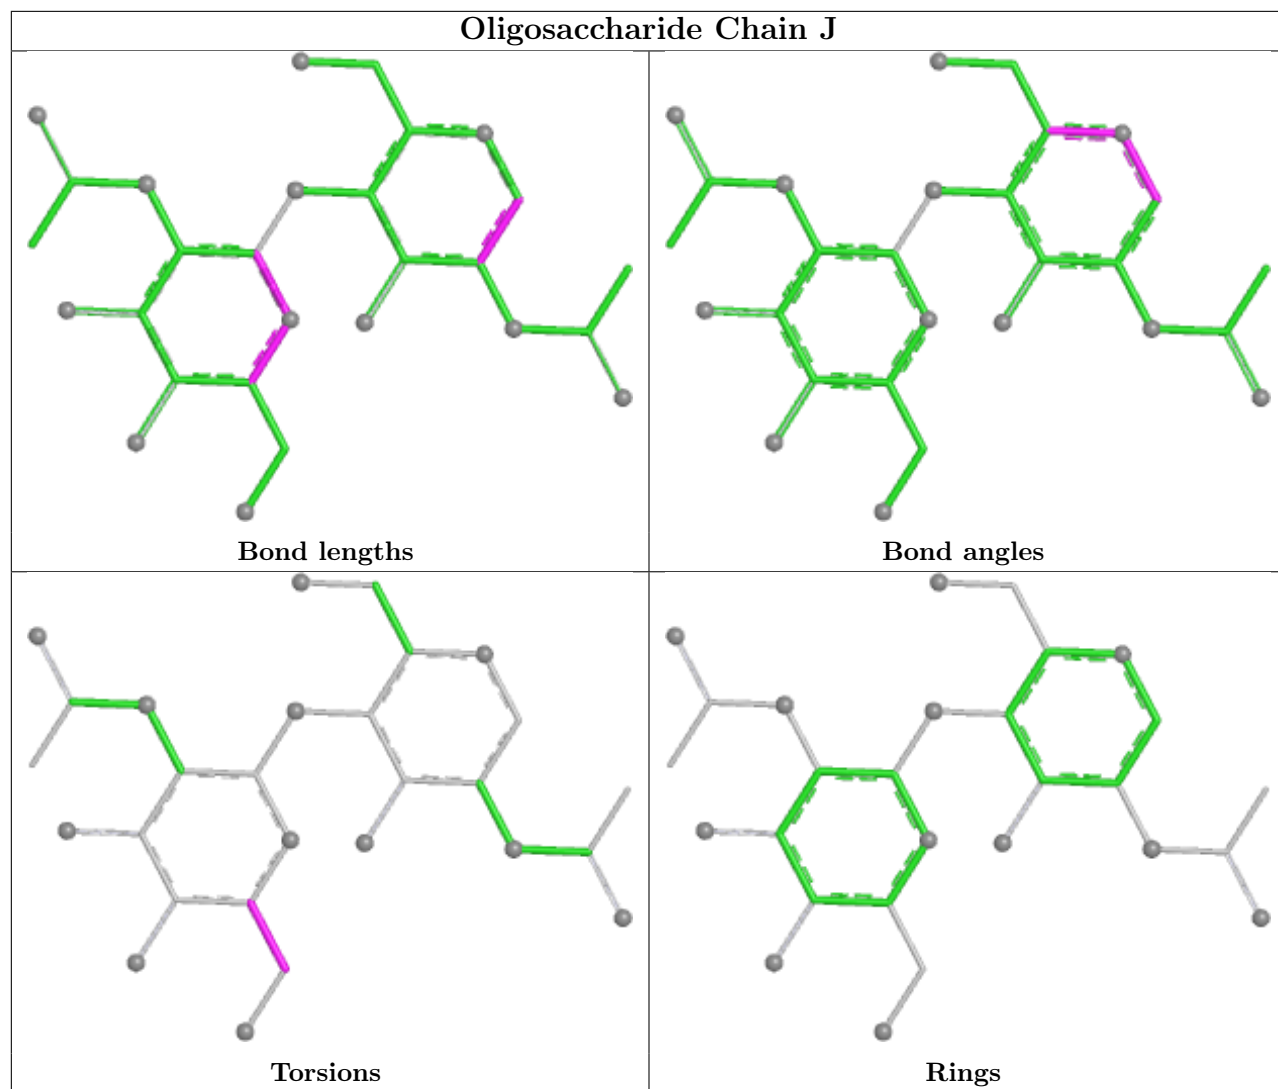 Oligosaccharide Chain J
Bond lengths
Bond angles
Torsions
Rings